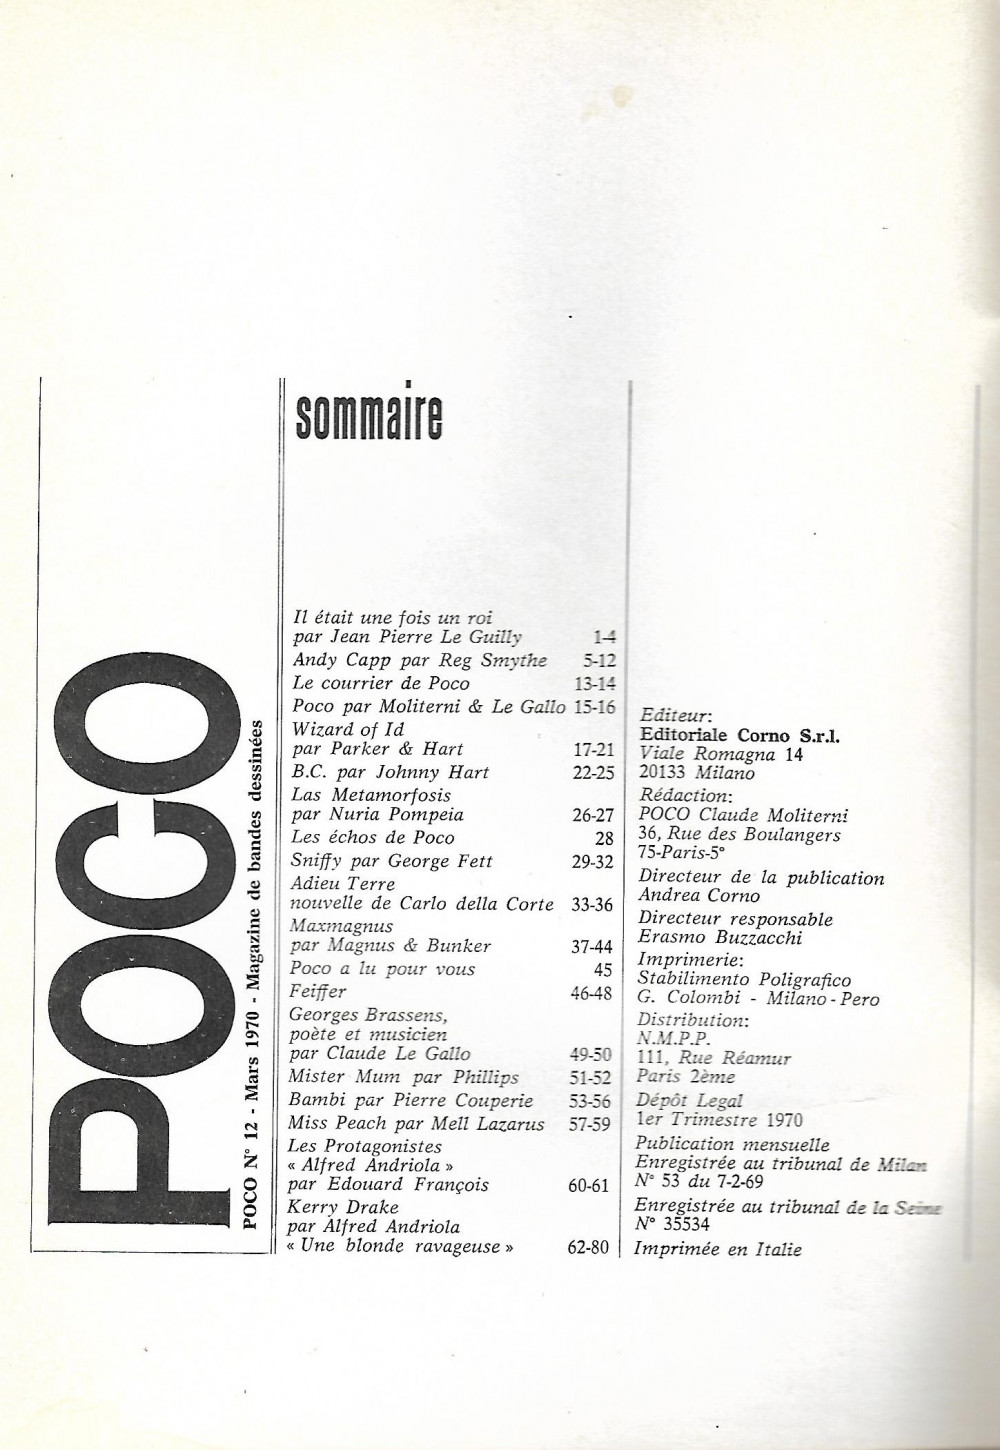 POCO
POCO N° 12 - Mars 1970 - Magazine de bandes dessinées
sommaire
Il était une fois un roi
par Jean Pierre Le Guilly 1-4
Andy Capp par Reg Smythe 5-12
Le courrier de Poco 13-14
Poco par Moliterni & Le Gallo 15-16
Wizard of Id
par Parker & Hart 17-21
B.C. par Johnny Hart 22-25
Las Metamorfosis
par Nuria Pompeia 26-27
Les échos de Poco 28
Sniffy par George Fett 29-32
Adieu Terre
nouvelle de Carlo della Corte 33-36
Maxmagnus
par Magnus & Bunker 37-44
Poco a lu pour vous 45
Feiffer 46-48
Georges Brassens,
poète et musicien
par Claude Le Gallo 49-50
Mister Mum par Phillips 51-52
Bambi par Pierre Couperie 53-56
Miss Peach par Mell Lazarus 57-59
Les Protagonistes
« Alfred Andriola »
par Edouard François 60-61
Kerry Drake
par Alfred Andriola
« Une blonde ravageuse » 62-80
Editeur:
Editoriale Corno S.r.l.
Viale Romagna 14
20133 Milano
Rédaction:
POCO Claude Moliterni
36, Rue des Boulangers
75-Paris-5°
Directeur de la publication
Andrea Corno
Directeur responsable
Erasmo Buzzacchi
Imprimerie:
Stabilimento Poligrafico
G. Colombi - Milano - Pero
Distribution:
N.M.P.P.
111, Rue Réamur
Paris 2ème
Dépôt Legal
1er Trimestre 1970
Publication mensuelle
Enregistrée au tribunal de Milan
N° 53 du 7-2-69
Enregistrée au tribunal de la Seine
N° 35534
Imprimée en Italie